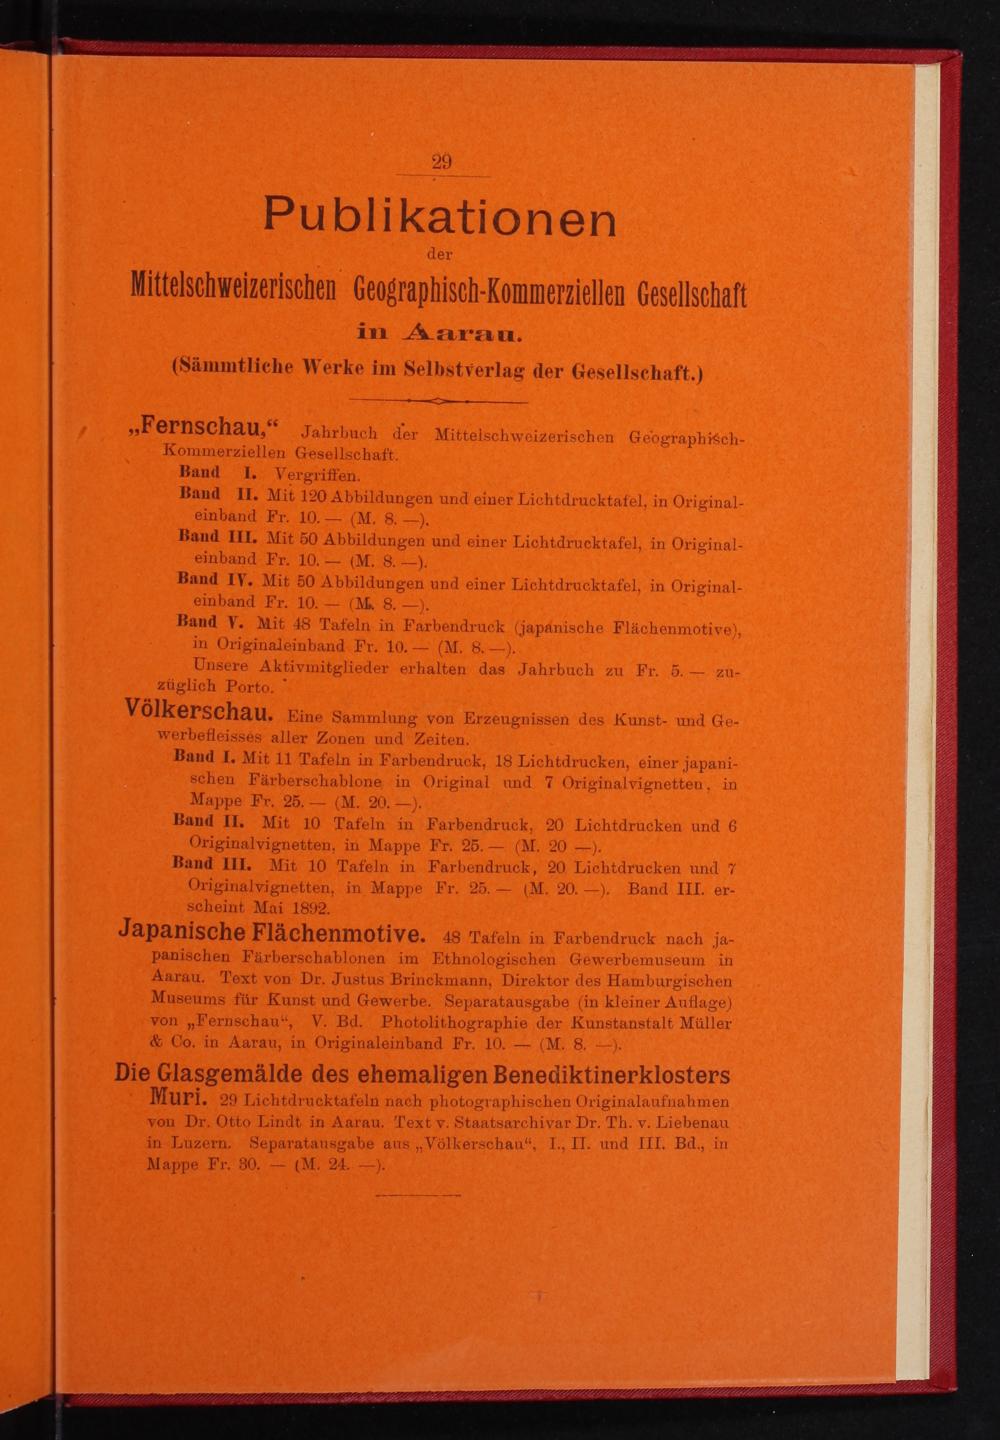 29
Publikationen
der
Mittelschweizerischen Geographisch-Kommerziellen Gesellschaft
in Aarau.
(Sämmtliche Werke im Selbstverlag der Gesellschaft.)
„Fernschau,“ Jahrbuch der Mittelschweizerischen Geographisch-
Kommerziellen Gesellschaft.
Band I. Vergriffen.
Band II. Mit 120 Abbildungen und einer Lichtdrucktafel, in Original-
einband Fr. 10. — (M. 8. —).
Band III. Mit 50 Abbildungen und einer Lichtdrucktafel, in Original-
einband Fr. 10. — (M. 8. —).
Band IV. Mit 50 Abbildungen und einer Lichtdrucktafel, in Original-
einband Fr. 10. — (M. 8. —).
Band V. Mit 48 Tafeln in Farbendruck (japanische Flächenmotive),
in Originaleinband Fr. 10. — (M. 8. —).
Unsere Aktivmitglieder erhalten das Jahrbuch zu Fr. 5. — zu-
züglich Porto.
Völkerschau. Eine Sammlung von Erzeugnissen des Kunst- und Ge-
werbefleisses aller Zonen und Zeiten.
Band I. Mit 11 Tafeln in Farbendruck, 18 Lichtdrucken, einer japani-
schen Färberschablone in Original und 7 Originalvignetten, in
Mappe Fr. 25. — (M. 20. —).
Band II. Mit 10 Tafeln in Farbendruck, 20 Lichtdrucken und 6
Originalvignetten, in Mappe Fr. 25. — (M. 20 —).
Band III. Mit 10 Tafeln in Farbendruck, 20 Lichtdrucken und 7
Originalvignetten, in Mappe Fr. 25. — (M. 20. —). Band III. er-
scheint Mai 1892.
Japanische Flächenmotive. 48 Tafeln in Farbendruck nach ja-
panischen Färberschablonen im Ethnologischen Gewerbemuseum in
Aarau. Text von Dr. Justus Brinckmann, Direktor des Hamburgischen
Museums für Kunst und Gewerbe. Separatausgabe (in kleiner Auflage)
von „Fernschau“, V. Bd. Photolithographie der Kunstanstalt Müller
& Co. in Aarau, in Originaleinband Fr. 10. — (M. 8. —).
Die Glasgemälde des ehemaligen Benediktinerklosters
Muri. 29 Lichtdrucktafeln nach photographischen Originalaufnahmen
von Dr. Otto Lindt in Aarau. Text v. Staatsarchivar Dr. Th. v. Liebenau
in Luzern. Separatausgabe aus „Völkerschau“, I., II. und III. Bd., in
Mappe Fr. 30. — (M. 24. —).